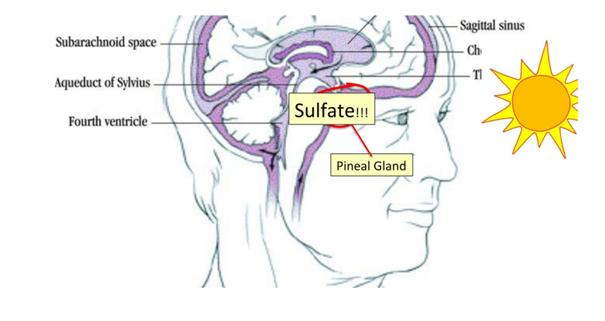 Sagittal sinus
Subarachnoid space
Aqueduct of Sylvius
Sulfate!!!
Fourth ventricle
Pineal Gland